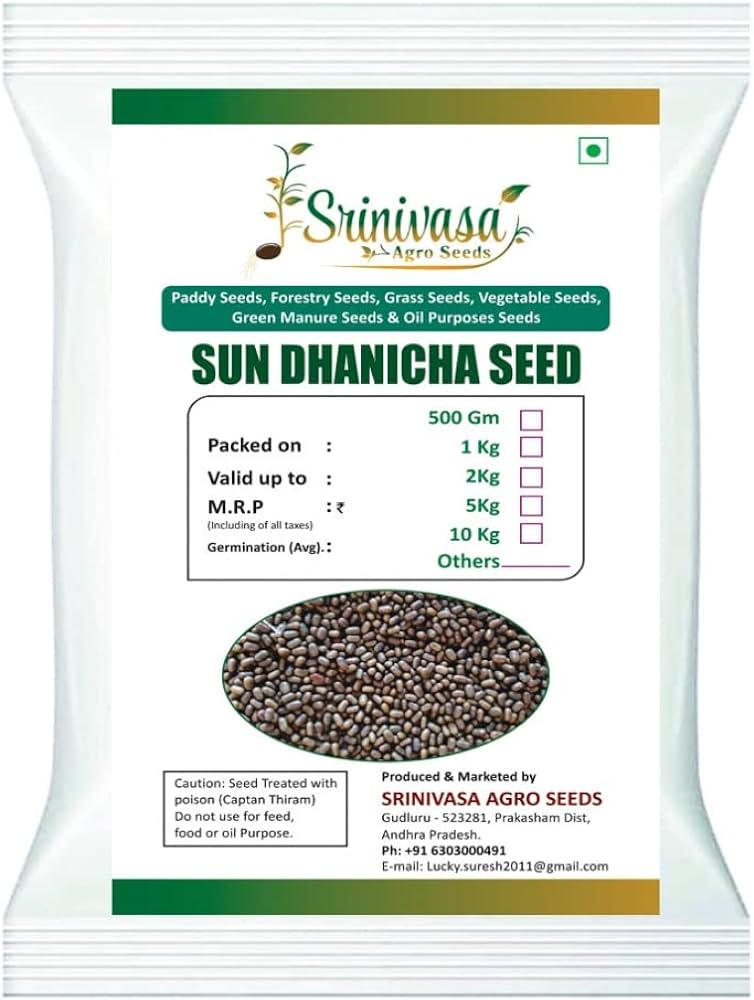 Srinivasa
Agro Seeds
Paddy Seeds, Forestry Seeds, Grass Seeds, Vegetable Seeds,
Green Manure Seeds & Oil Purposes Seeds
SUN DHANICHA SEED
500 Gm
Packed on : 1 Kg
Valid up to : 2Kg
M.R.P : ₹ 5Kg
(Including of all taxes)
10 Kg
Germination (Avg). :
Others
Caution: Seed Treated with
poison (Captan Thiram)
Do not use for feed,
food or oil Purpose.
Produced & Marketed by
SRINIVASA AGRO SEEDS
Gudluru - 523281, Prakasham Dist,
Andhra Pradesh.
Ph: +91 6303000491
E-mail: Lucky.suresh2011@gmail.com